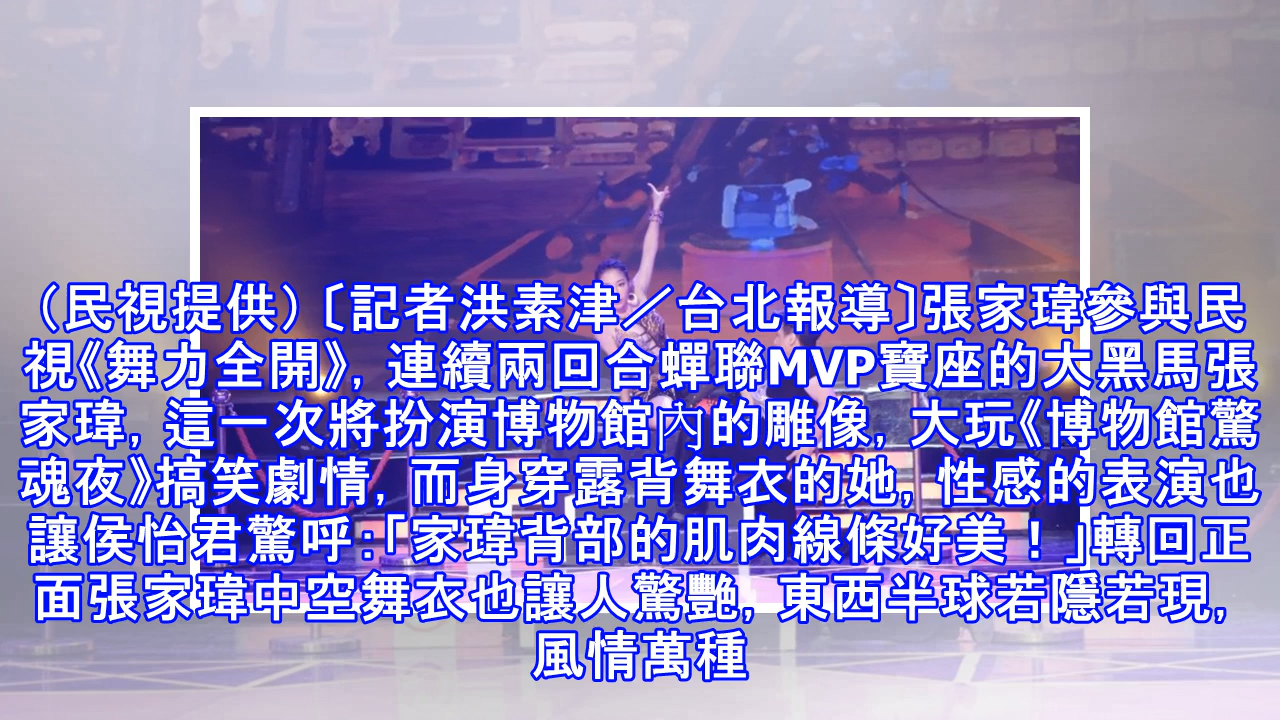 （民視提供）〔記者洪素津／台北報導〕張家瑋參與民
視《舞力全開》，連續兩回合蟬聯MVP寶座的大黑馬張
家瑋，這一次將扮演博物館內的雕像，大玩《博物館驚
魂夜》搞笑劇情，而身穿露背舞衣的她，性感的表演也
讓侯怡君驚呼：「家瑋背部的肌肉線條好美！」轉回正
面張家瑋中空舞衣也讓人驚艷，東西半球若隱若現，
風情萬種